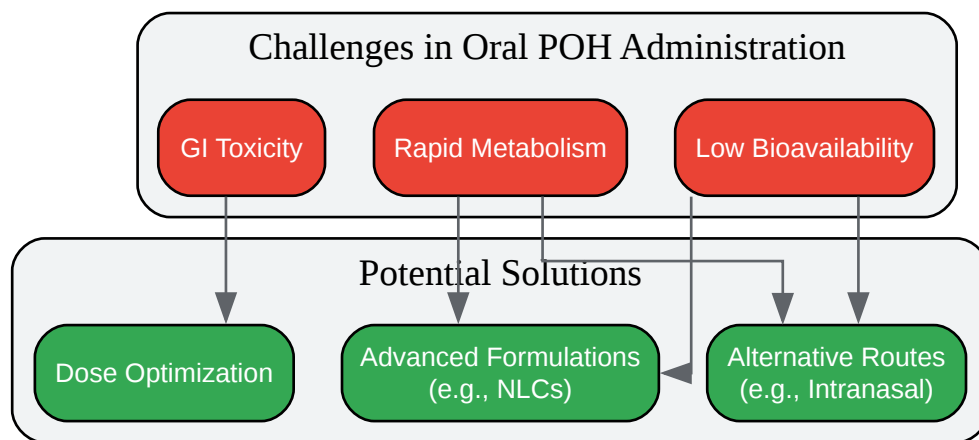 Challenges in Oral POH Administration
GI Toxicity
Rapid Metabolism
Low Bioavailability
Potential Solutions
Dose Optimization
Advanced Formulations
(e.g., NLCs)
Alternative Routes
(e.g., Intranasal)